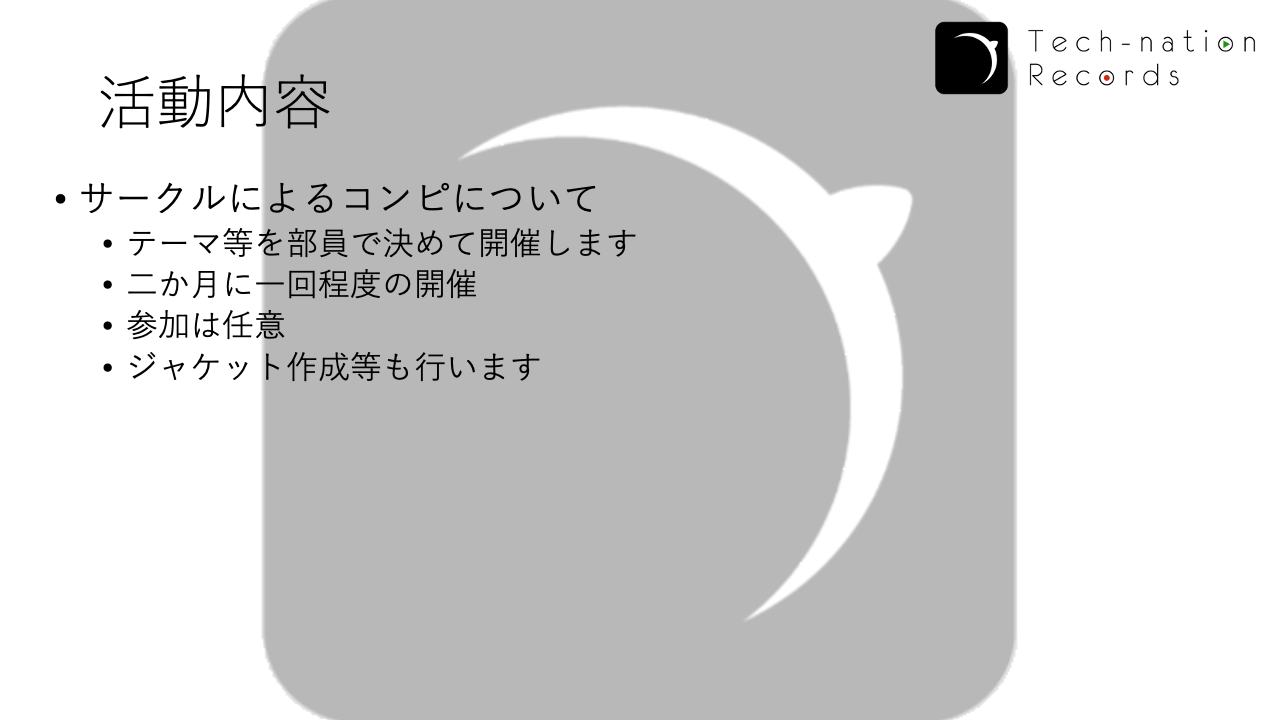 Tech-nation
Records
活動内容
• サークルによるコンピについて
• テーマ等を部員で決めて開催します
• 二か月に一回程度の開催
• 参加は任意
• ジャケット作成等も行います